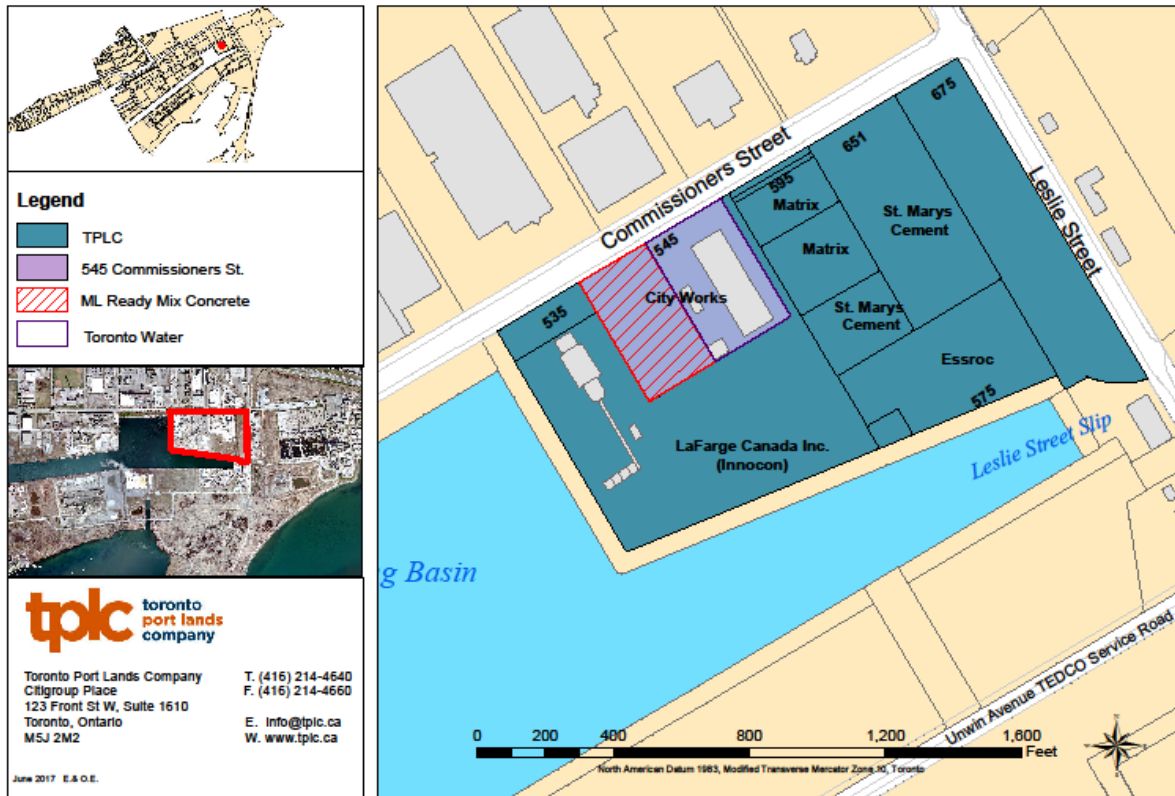 Legend
TPLC
545 Commissioners St.
ML Ready Mix Concrete
Toronto Water
tplc
toronto
port lands
company
Toronto Port Lands Company
Citigroup Place
123 Front St W, Suite 1610
Toronto, Ontario
M5J 2M2
T. (416) 214-4640
F. (416) 214-4660
E. info@tplc.ca
W. www.tplc.ca
June 2017 E.& O.E.
Commissioners Street
Leslie Street
675
651
595
Matrix
St. Marys
Cement
545
Matrix
City Works
535
St. Marys
Cement
Essroc
575
LaFarge Canada Inc.
(Innocon)
Leslie Street Slip
g Basin
Unwin Avenue TEDCO Service Road
0 200 400 800 1,200 1,600
Feet
North American Datum 1983, Modified Transverse Mercator Zone 10, Toronto